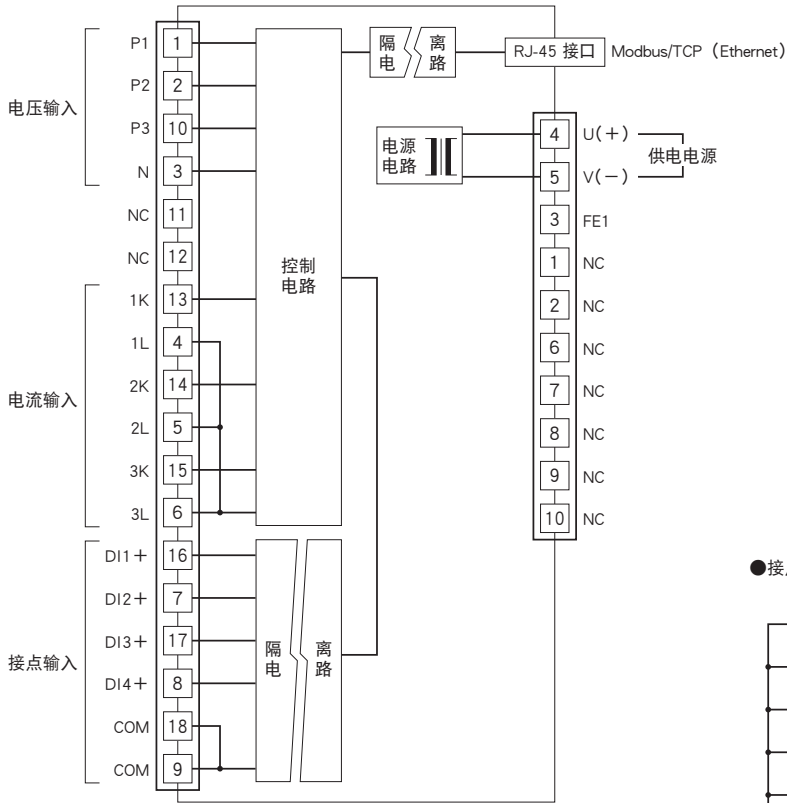 电压输入
P1 1
P2 2
P3 10
N 3
NC 11
NC 12
电流输入
1K 13
1L 4
2K 14
2L 5
3K 15
3L 6
接点输入
DI1+ 16
DI2+ 7
DI3+ 17
DI4+ 8
COM 18
COM 9
控制
电路
隔 离
电 路
隔 离
电 路
RJ-45 接口 Modbus/TCP（Ethernet）
电源
电路
4 U(+)
5 V(-)
供电电源
3 FE1
1 NC
2 NC
6 NC
7 NC
8 NC
9 NC
10 NC
●接